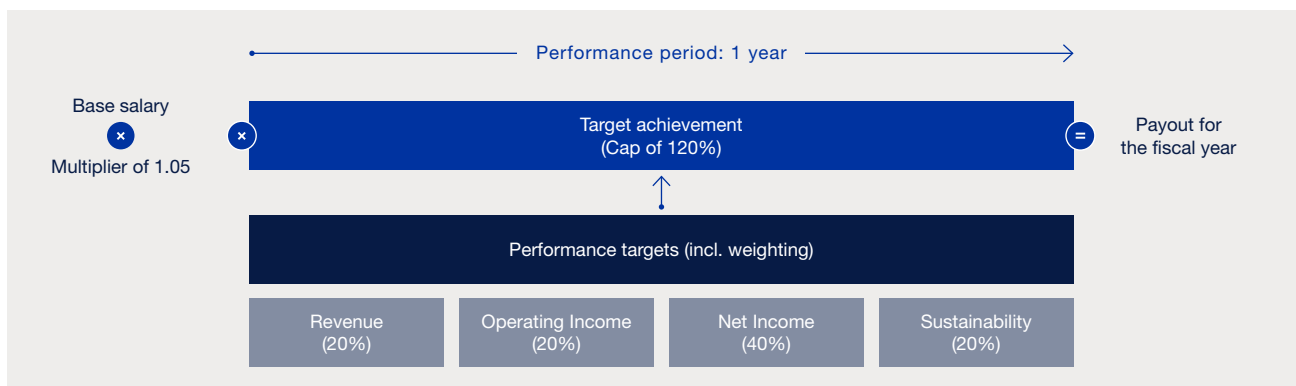 Performance period: 1 year
Base salary
×
Multiplier of 1.05
×
Target achievement
(Cap of 120%)
=
Payout for
the fiscal year
Performance targets (incl. weighting)
Revenue
(20%)
Operating Income
(20%)
Net Income
(40%)
Sustainability
(20%)